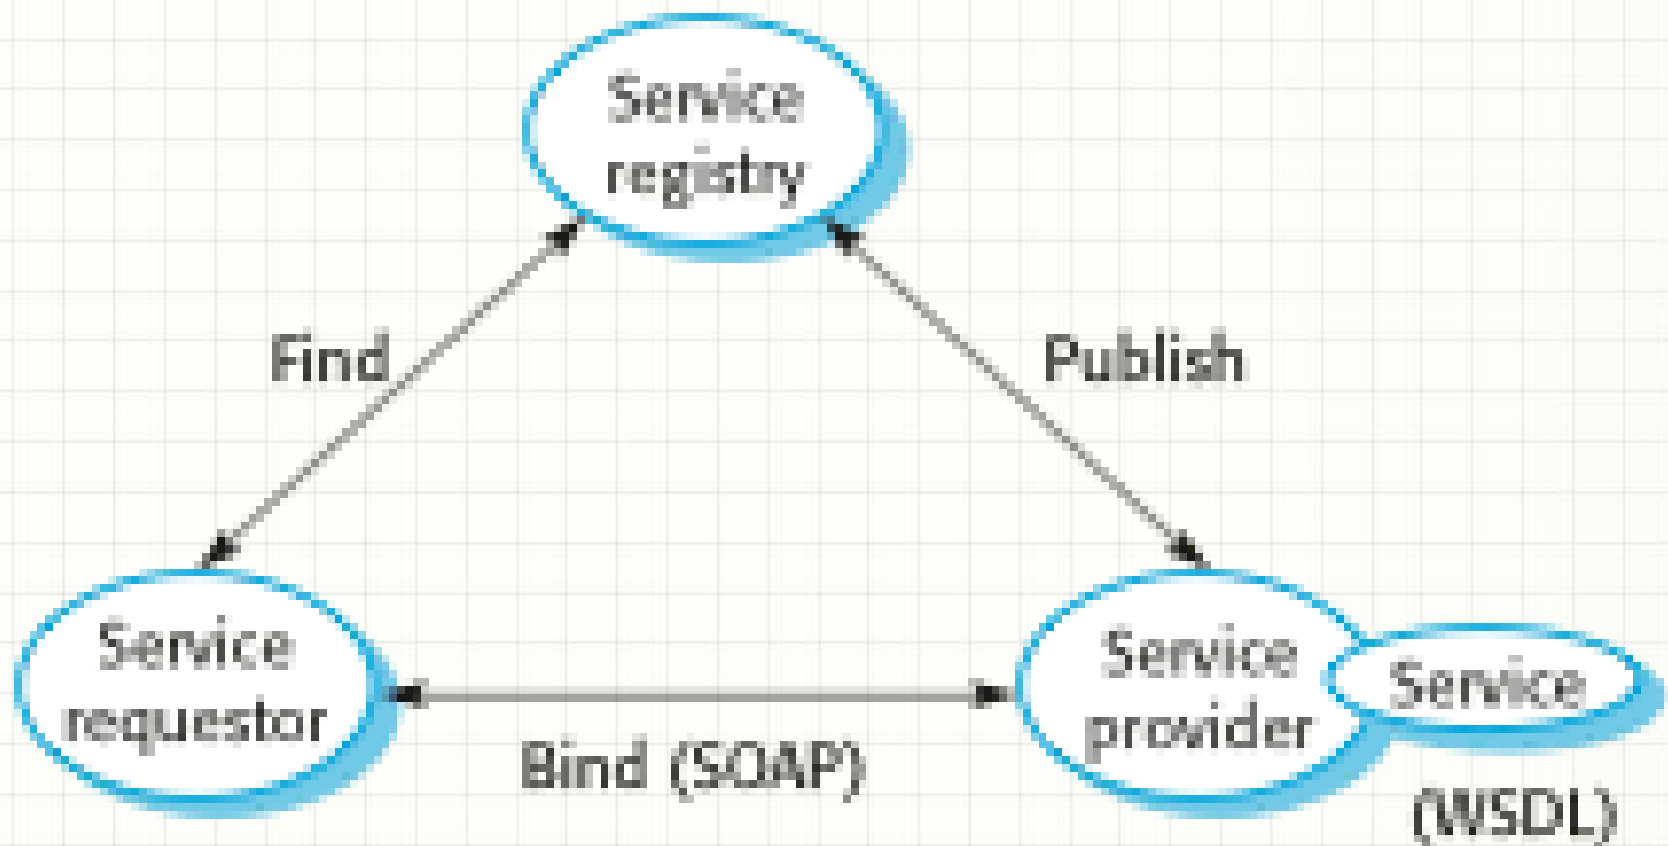 Service
registry
Find
Publish
Service
requestor
Service
provider
Service
Bind (SOAP)
(WSDL)